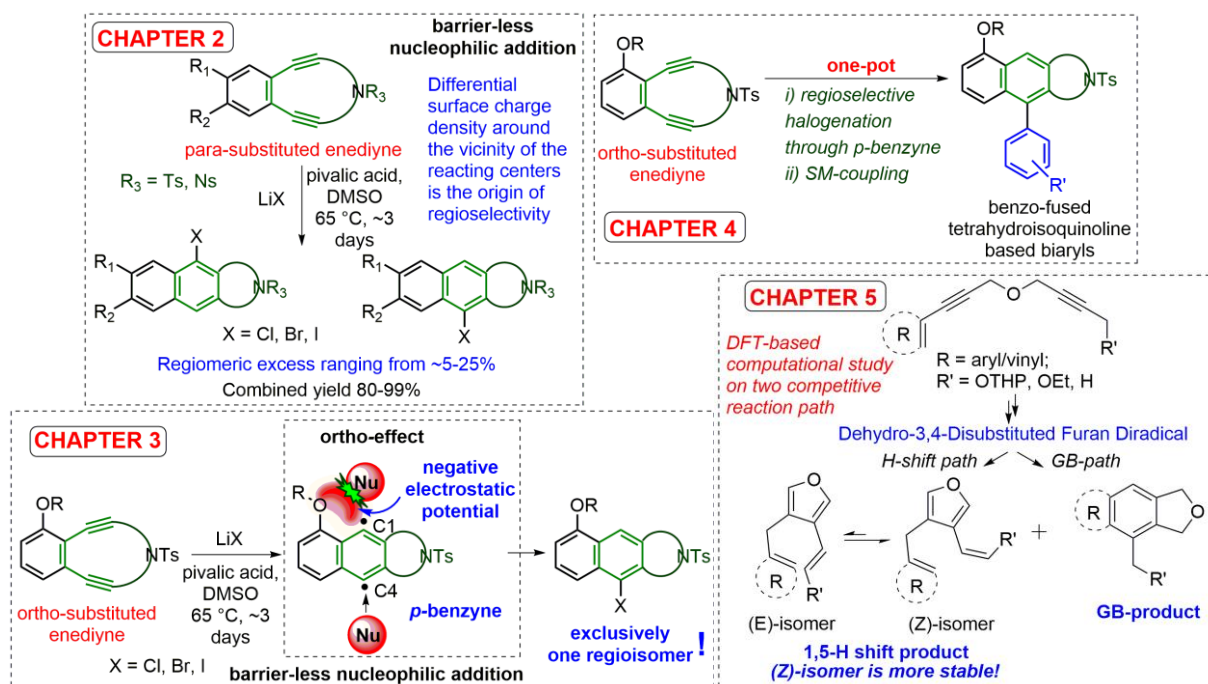 CHAPTER 2
barrier-less
nucleophilic addition
R1
R2
NR3
para-substituted enediyne
R3 = Ts, Ns
LiX
pivalic acid,
DMSO
65 °C, ~3
days
Differential
surface charge
density around
the vicinity of the
reacting centers
is the origin of
regioselectivity
X
R1
R2
NR3
R1
R2
NR3
X
X = Cl, Br, I
Regiomeric excess ranging from ~5-25%
Combined yield 80-99%
OR
NTs
ortho-substituted
enediyne
one-pot
i) regioselective
halogenation
through p-benzyne
ii) SM-coupling
OR
NTs
R'
benzo-fused
tetrahydroisoquinoline
based biaryls
CHAPTER 4
CHAPTER 3
OR
NTs
ortho-substituted
enediyne
X = Cl, Br, I
LiX
pivalic acid,
DMSO
65 °C, ~3
days
ortho-effect
Nu
negative
electrostatic
potential
R
O
C1
NTs
C4
p-benzyne
Nu
barrier-less nucleophilic addition
OR
NTs
X
exclusively
one regioisomer !
CHAPTER 5
DFT-based
computational study
on two competitive
reaction path
O
R
R'
R = aryl/vinyl;
R' = OTHP, OEt, H
Dehydro-3,4-Disubstituted Furan Diradical
H-shift path
GB-path
O
R
R'
(E)-isomer
O
R'
R
(Z)-isomer
+
R
O
R'
GB-product
1,5-H shift product
(Z)-isomer is more stable!